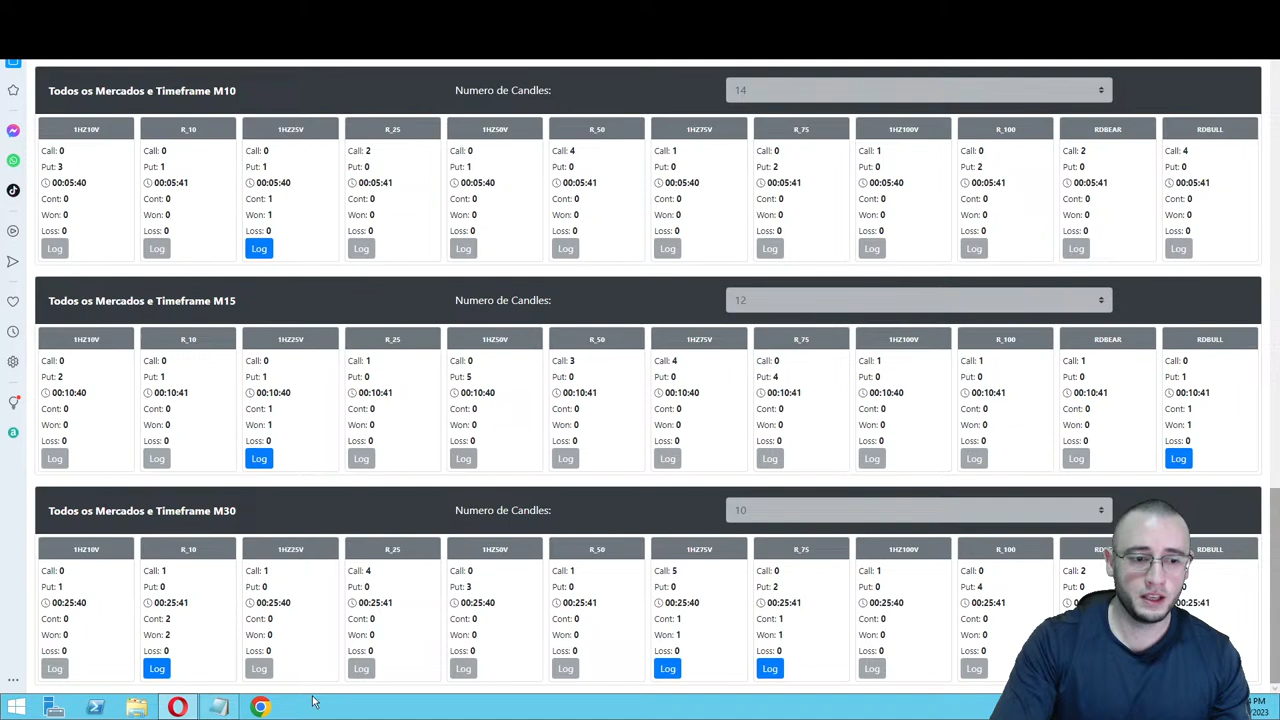 Todos os Mercados e Timeframe M10 Numero de Candles: 14
1HZ10V R_10 1HZ25V R_25 1HZ50V R_50 1HZ75V R_75 1HZ100V R_100 RDBEAR RDBULL
Call: 0 Call: 0 Call: 0 Call: 2 Call: 0 Call: 4 Call: 1 Call: 0 Call: 1 Call: 0 Call: 2 Call: 4
Put: 3 Put: 1 Put: 1 Put: 0 Put: 1 Put: 0 Put: 0 Put: 2 Put: 0 Put: 2 Put: 0 Put: 0
00:05:40 00:05:41 00:05:40 00:05:41 00:05:40 00:05:41 00:05:40 00:05:41 00:05:40 00:05:41 00:05:41 00:05:41
Cont: 0 Cont: 0 Cont: 1 Cont: 0 Cont: 0 Cont: 0 Cont: 0 Cont: 0 Cont: 0 Cont: 0 Cont: 0 Cont: 0
Won: 0 Won: 0 Won: 1 Won: 0 Won: 0 Won: 0 Won: 0 Won: 0 Won: 0 Won: 0 Won: 0 Won: 0
Loss: 0 Loss: 0 Loss: 0 Loss: 0 Loss: 0 Loss: 0 Loss: 0 Loss: 0 Loss: 0 Loss: 0 Loss: 0 Loss: 0
Log Log Log Log Log Log Log Log Log Log Log Log
Todos os Mercados e Timeframe M15 Numero de Candles: 12
1HZ10V R_10 1HZ25V R_25 1HZ50V R_50 1HZ75V R_75 1HZ100V R_100 RDBEAR RDBULL
Call: 0 Call: 0 Call: 0 Call: 1 Call: 0 Call: 3 Call: 4 Call: 0 Call: 1 Call: 1 Call: 1 Call: 0
Put: 2 Put: 1 Put: 1 Put: 0 Put: 5 Put: 0 Put: 0 Put: 4 Put: 0 Put: 0 Put: 0 Put: 1
00:10:40 00:10:41 00:10:40 00:10:41 00:10:40 00:10:41 00:10:40 00:10:41 00:10:40 00:10:41 00:10:41 00:10:41
Cont: 0 Cont: 0 Cont: 1 Cont: 0 Cont: 0 Cont: 0 Cont: 0 Cont: 0 Cont: 0 Cont: 0 Cont: 0 Cont: 1
Won: 0 Won: 0 Won: 1 Won: 0 Won: 0 Won: 0 Won: 0 Won: 0 Won: 0 Won: 0 Won: 0 Won: 1
Loss: 0 Loss: 0 Loss: 0 Loss: 0 Loss: 0 Loss: 0 Loss: 0 Loss: 0 Loss: 0 Loss: 0 Loss: 0 Loss: 0
Log Log Log Log Log Log Log Log Log Log Log Log
Todos os Mercados e Timeframe M30 Numero de Candles: 10
1HZ10V R_10 1HZ25V R_25 1HZ50V R_50 1HZ75V R_75 1HZ100V R_100 RDBULL
Call: 0 Call: 1 Call: 1 Call: 4 Call: 0 Call: 1 Call: 5 Call: 0 Call: 1 Call: 0 Call: 2
Put: 1 Put: 0 Put: 0 Put: 0 Put: 3 Put: 0 Put: 0 Put: 2 Put: 0 Put: 4
00:25:40 00:25:41 00:25:40 00:25:41 00:25:40 00:25:41 00:25:40 00:25:41 00:25:40 00:25:41
Cont: 0 Cont: 2 Cont: 0 Cont: 0 Cont: 0 Cont: 0 Cont: 1 Cont: 1 Cont: 0 Cont: 0
Won: 0 Won: 2 Won: 0 Won: 0 Won: 0 Won: 0 Won: 1 Won: 1 Won: 0 Won: 0
Loss: 0 Loss: 0 Loss: 0 Loss: 0 Loss: 0 Loss: 0 Loss: 0 Loss: 0 Loss: 0 Loss: 0
Log Log Log Log Log Log Log Log Log Log
PM
/2023